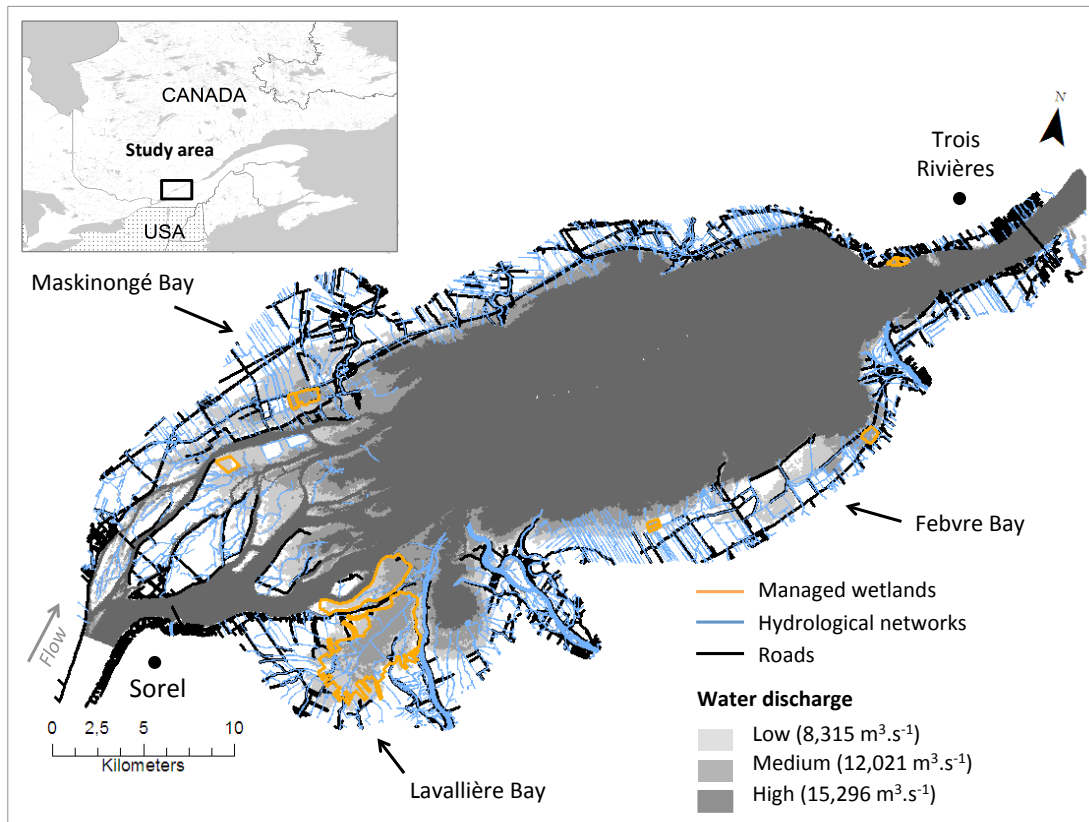 CANADA
Study area
USA
N
Trois
Rivières
Maskinongé Bay
Febvre Bay
Managed wetlands
Hydrological networks
Roads
Flow
Sorel
0 2,5 5 10
Kilometers
Lavallière Bay
Water discharge
Low (8,315 m³.s⁻¹)
Medium (12,021 m³.s⁻¹)
High (15,296 m³.s⁻¹)